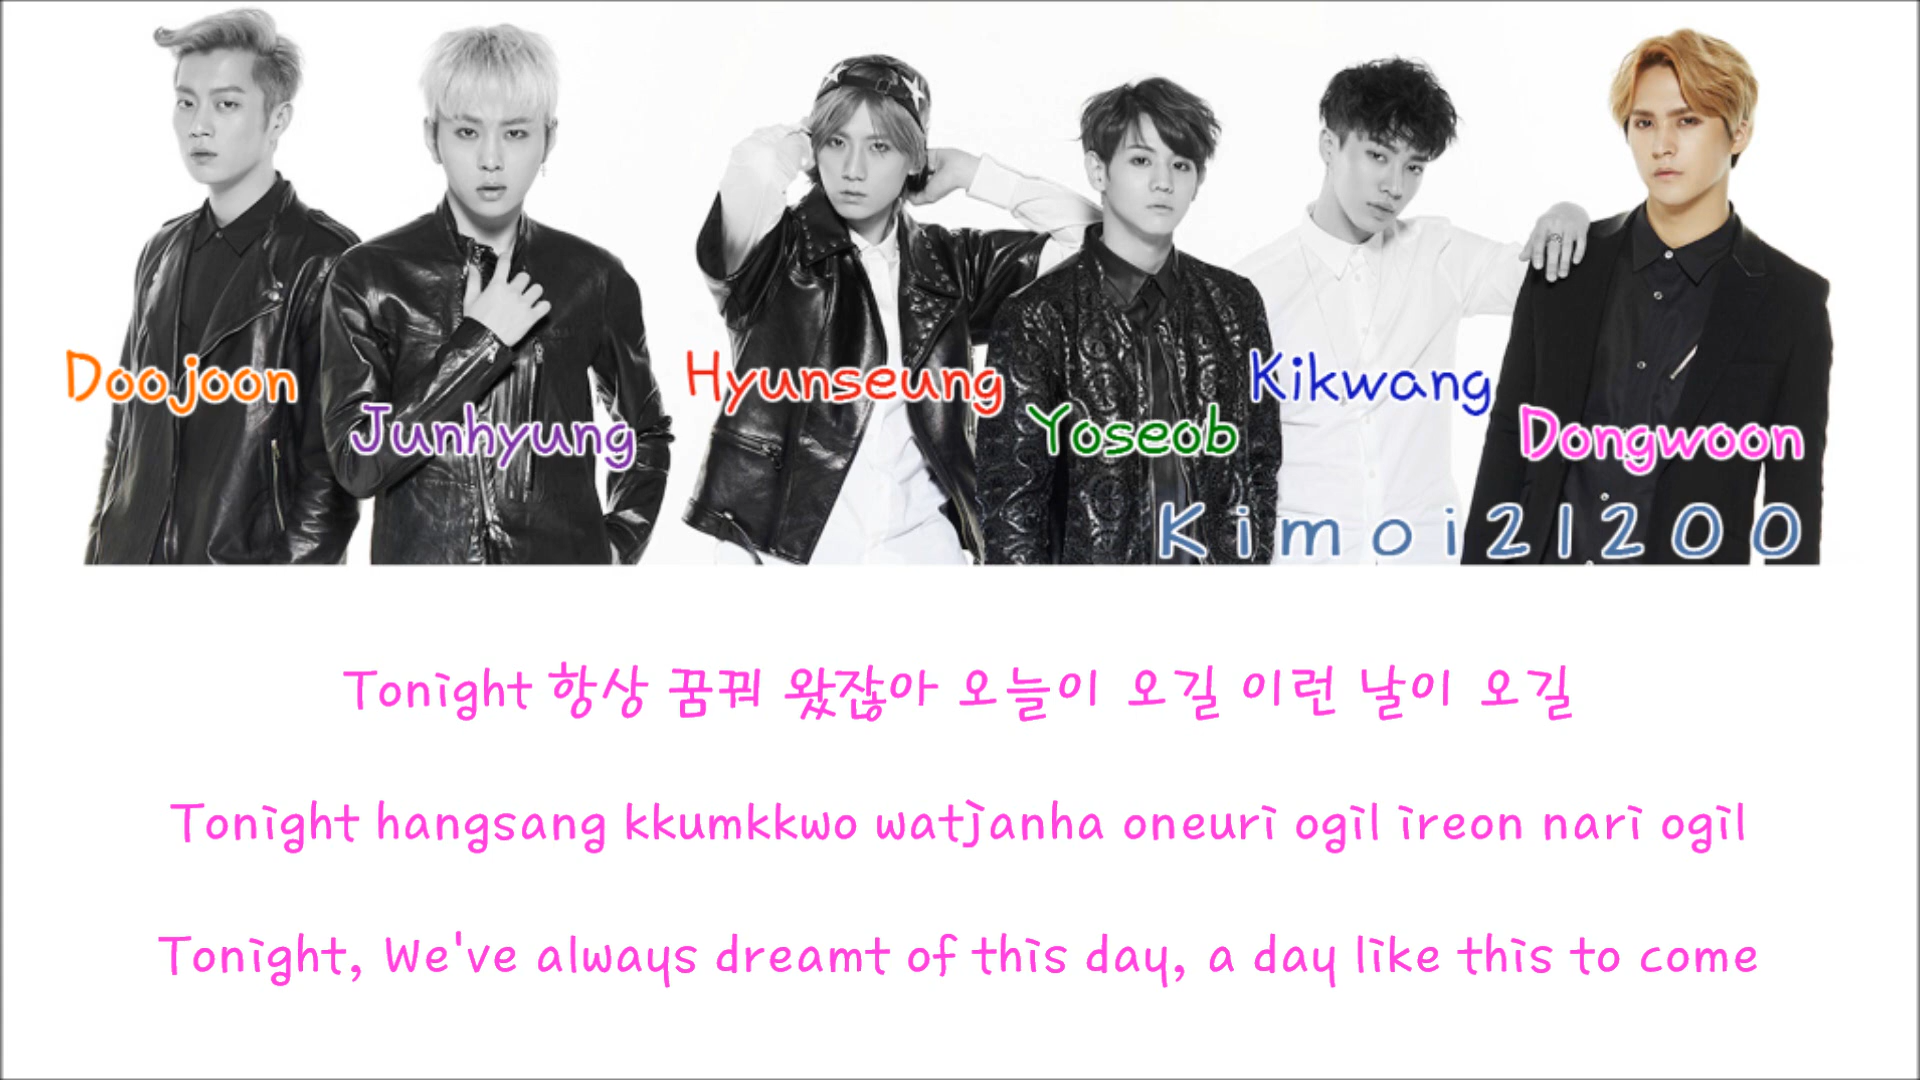 Doojoon
Junhyung
Hyunseung
Yoseob
Kikwang
Dongwoon
Kimoi21200
Tonight 항상 꿈꿔 왔잖아 오늘이 오길 이런 날이 오길
Tonight hangsang kkumkkwo watjanha oneuri ogil ireon nari ogil
Tonight, We've always dreamt of this day, a day like this to come